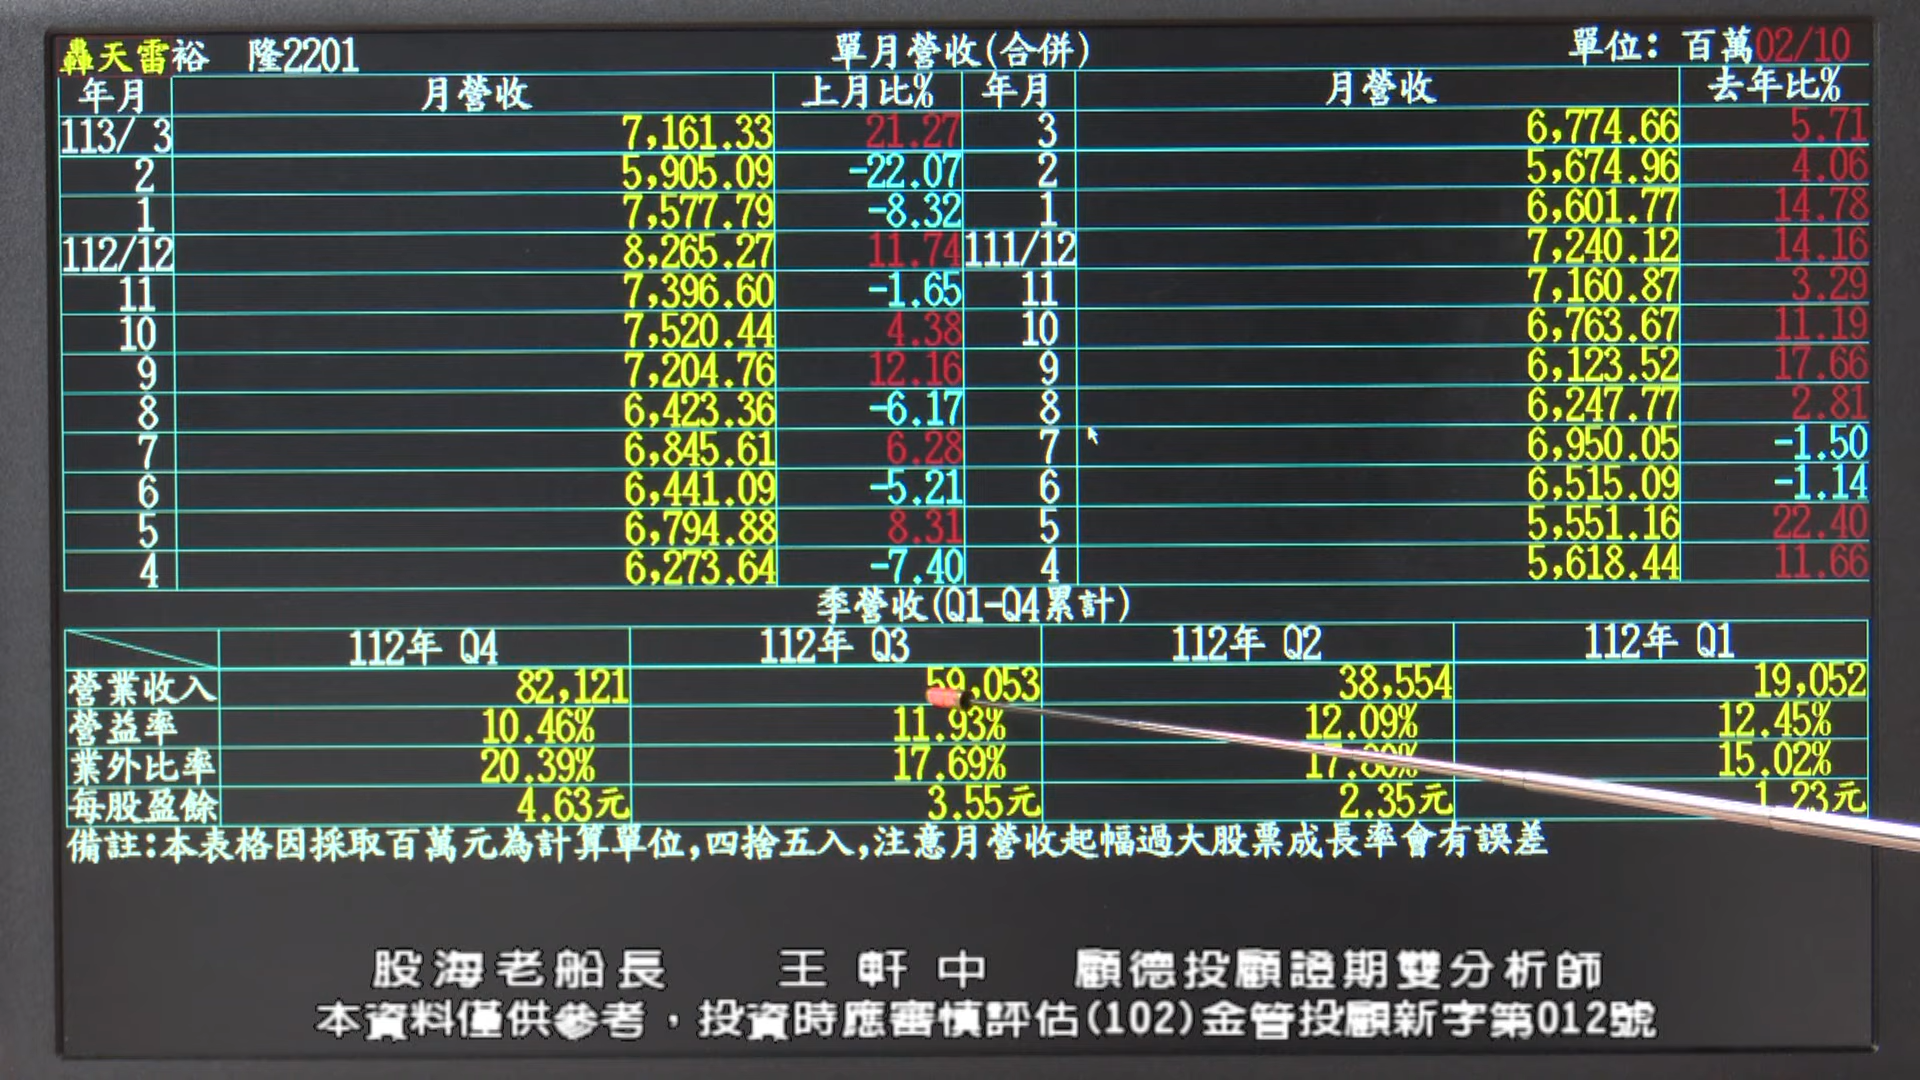 轟天雷裕 隆2201 單月營收(合併) 單位: 百萬02/10
年月 月營收 上月比% 年月 月營收 去年比%
113/ 3 7,161.33 21.27 3 6,774.66 5.71
2 5,905.09 -22.07 2 5,674.96 4.06
1 7,577.79 -8.32 1 6,601.77 14.78
112/12 8,265.27 11.74 111/12 7,240.12 14.16
11 7,396.60 -1.65 11 7,160.87 3.29
10 7,520.44 4.38 10 6,763.67 11.19
9 7,204.76 12.16 9 6,123.52 17.66
8 6,423.36 -6.17 8 6,247.77 2.81
7 6,845.61 6.28 7 6,950.05 -1.50
6 6,441.09 -5.21 6 6,515.09 -1.14
5 6,794.88 8.31 5 5,551.16 22.40
4 6,273.64 -7.40 4 5,618.44 11.66
季營收(Q1-Q4累計)
112年 Q4 112年 Q3 112年 Q2 112年 Q1
營業收入 82,121 59,053 38,554 19,052
營益率 10.46% 11.93% 12.09% 12.45%
業外比率 20.39% 17.69% 15.02%
每股盈餘 4.63元 3.55元 2.35元 1.23元
備註:本表格因採取百萬元為計算單位,四捨五入,注意月營收起幅過大股票成長率會有誤差
股海老船長 王軒中 顧德投顧證期雙分析師
本資料僅供參考,投資時應審慎評估(102)金管投顧新字第012號